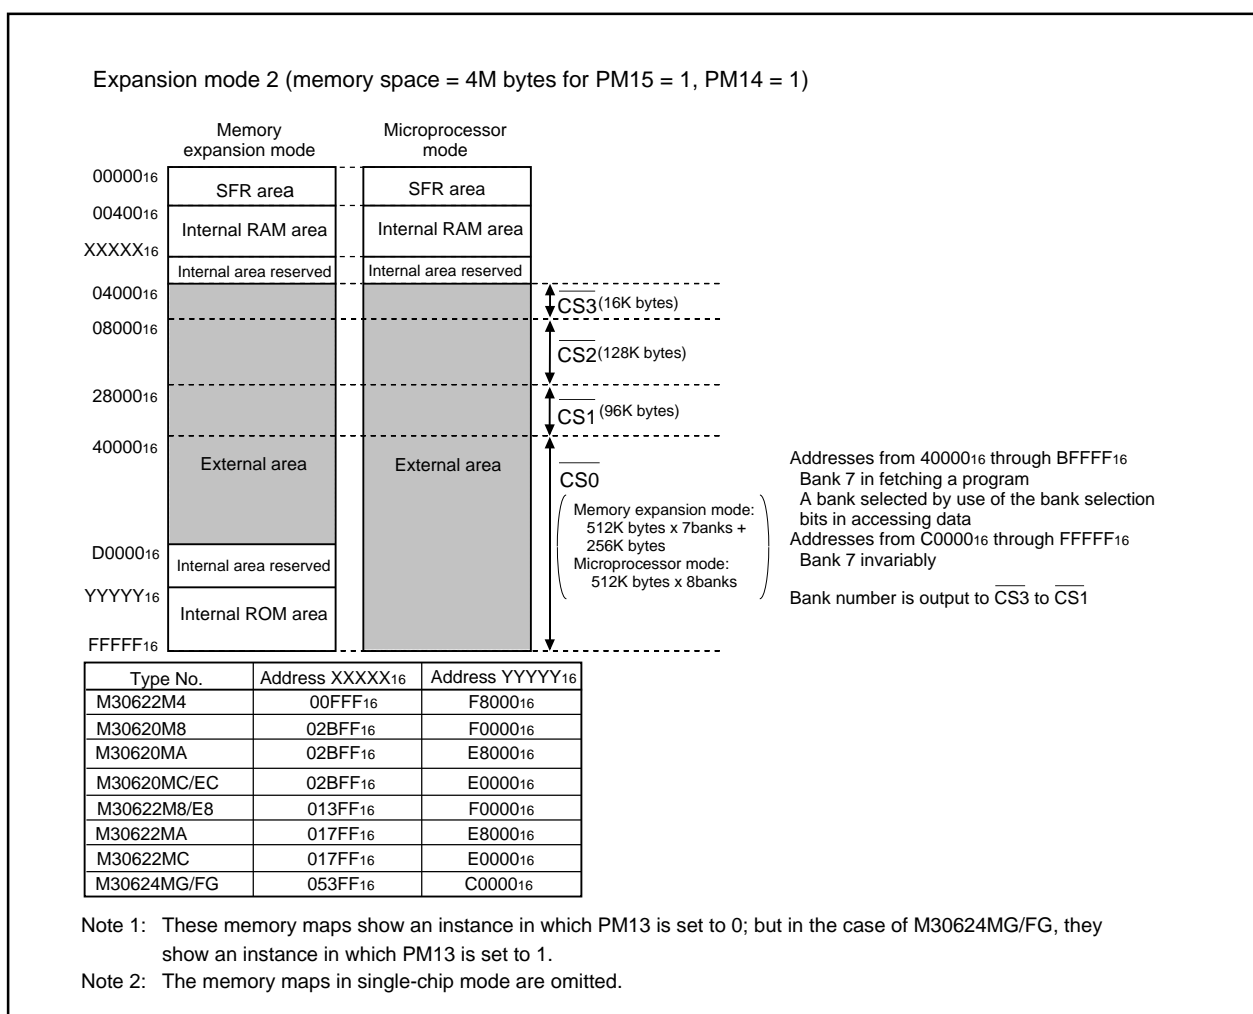 Expansion mode 2 (memory space = 4M bytes for PM15 = 1, PM14 = 1)
Memory
expansion mode
Microprocessor
mode
0000016
SFR area
SFR area
0040016
Internal RAM area
Internal RAM area
XXXXX16
Internal area reserved
Internal area reserved
0400016
CS3 (16K bytes)
0800016
CS2 (128K bytes)
2800016
CS1 (96K bytes)
4000016
External area
External area
CS0
Memory expansion mode:
512K bytes x 7banks +
256K bytes
Microprocessor mode:
512K bytes x 8banks
Addresses from 4000016 through BFFFF16
Bank 7 in fetching a program
A bank selected by use of the bank selection
bits in accessing data
Addresses from C000016 through FFFFF16
Bank 7 invariably
Bank number is output to CS3 to CS1
D000016
Internal area reserved
YYYYY16
Internal ROM area
FFFFF16
Type No. Address XXXXX16 Address YYYYY16
M30622M4 00FFF16 F800016
M30620M8 02BFF16 F000016
M30620MA 02BFF16 E800016
M30620MC/EC 02BFF16 E000016
M30622M8/E8 013FF16 F000016
M30622MA 017FF16 E800016
M30622MC 017FF16 E000016
M30624MG/FG 053FF16 C000016
Note 1: These memory maps show an instance in which PM13 is set to 0; but in the case of M30624MG/FG, they
show an instance in which PM13 is set to 1.
Note 2: The memory maps in single-chip mode are omitted.